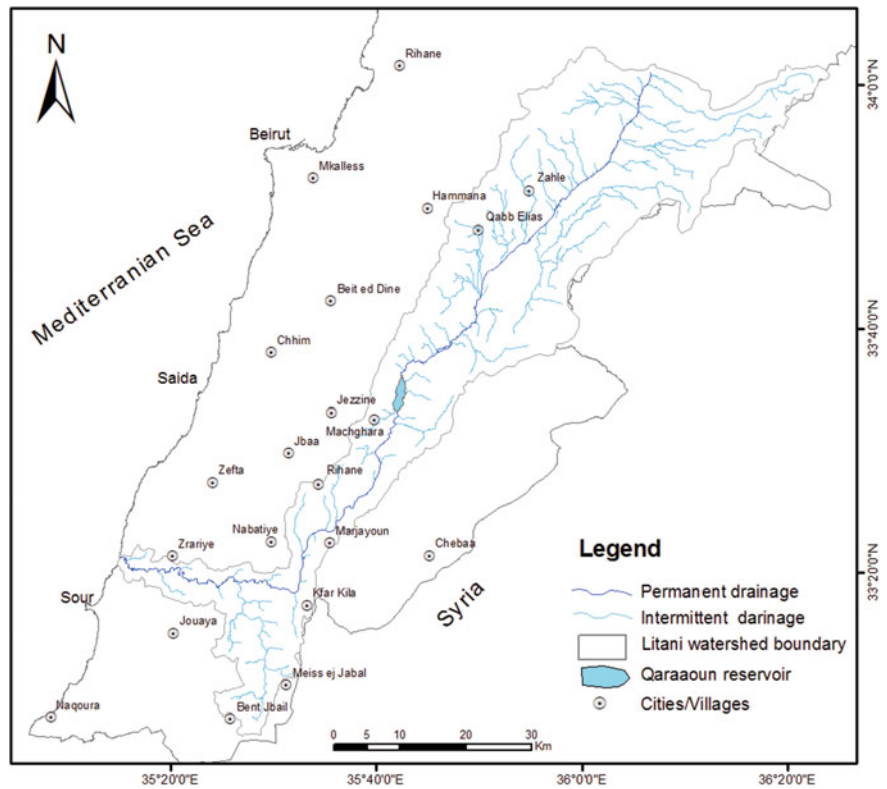 N
Rihane
Beirut
Mkalless
Hammana
Zahle
Qabb Elias
Mediterranean Sea
Beit ed Dine
Chhim
Saida
Jezzine
Machghara
Jbaa
Zefta
Rihane
Nabatiye
Marjayoun
Zrariye
Chebaa
Sour
Kfar Kila
Syria
Jouaya
Meiss ej Jabal
Naqoura
Bent Jbail
Legend
Permanent drainage
Intermittent darinage
Litani watershed boundary
Qaraaoun reservoir
Cities/Villages
0 5 10 20 30
Km
34°0'0"N
33°40'0"N
33°20'0"N
35°20'0"E 35°40'0"E 36°0'0"E 36°20'0"E